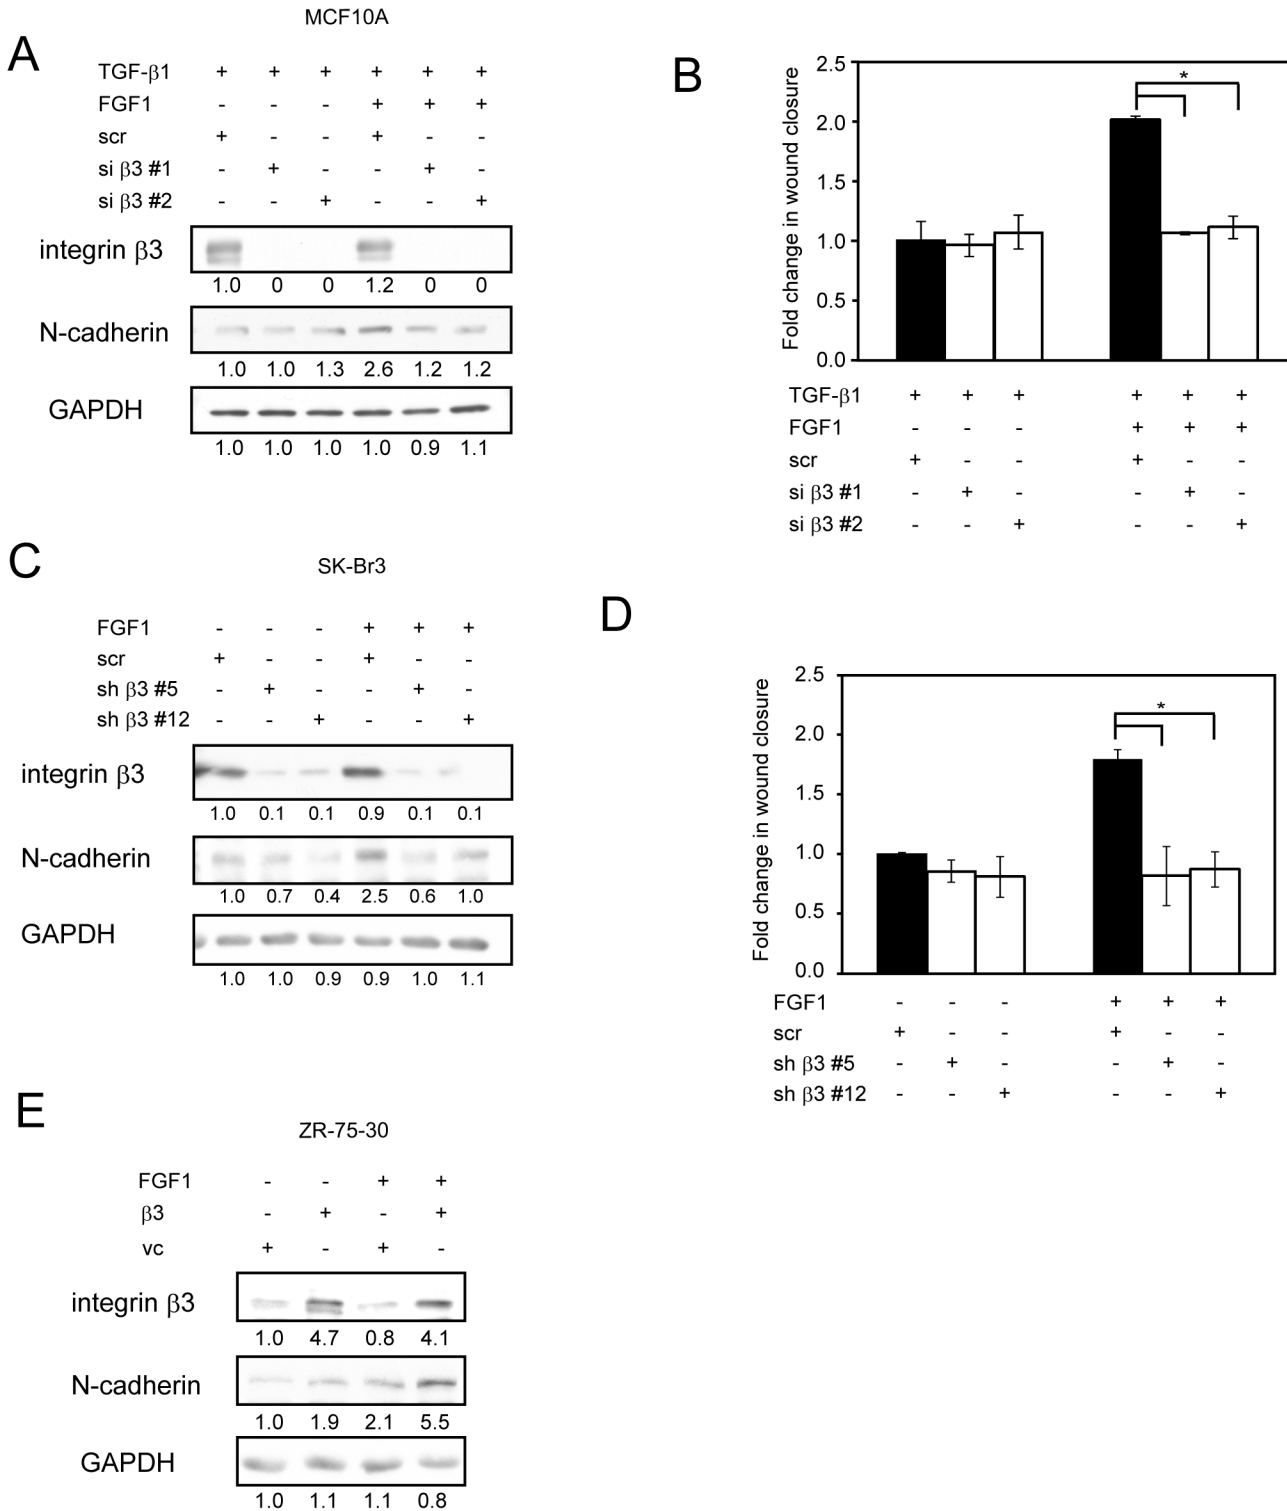 MCF10A
A
TGF-β1 + + + + + +
FGF1 - - - + + +
scr + - - + - -
si β3 #1 - + - - + -
si β3 #2 - - + - - +
integrin β3
1.0 0 0 1.2 0 0
N-cadherin
1.0 1.0 1.3 2.6 1.2 1.2
GAPDH
1.0 1.0 1.0 1.0 0.9 1.1
B
Fold change in wound closure
2.5
2.0
1.5
1.0
0.5
0.0
*
TGF-β1 + + + + + +
FGF1 - - - + + +
scr + - - + - -
si β3 #1 - + - - + -
si β3 #2 - - + - - +
C
SK-Br3
FGF1 - - - + + +
scr + - - + - -
sh β3 #5 - + - - + -
sh β3 #12 - - + - - +
integrin β3
1.0 0.1 0.1 0.9 0.1 0.1
N-cadherin
1.0 0.7 0.4 2.5 0.6 1.0
GAPDH
1.0 1.0 0.9 0.9 1.0 1.1
D
Fold change in wound closure
2.5
2.0
1.5
1.0
0.5
0.0
*
FGF1 - - - + + +
scr + - - + - -
sh β3 #5 - + - - + -
sh β3 #12 - - + - - +
E
ZR-75-30
FGF1 - - + +
β3 - + - +
vc + - + -
integrin β3
1.0 4.7 0.8 4.1
N-cadherin
1.0 1.9 2.1 5.5
GAPDH
1.0 1.1 1.1 0.8